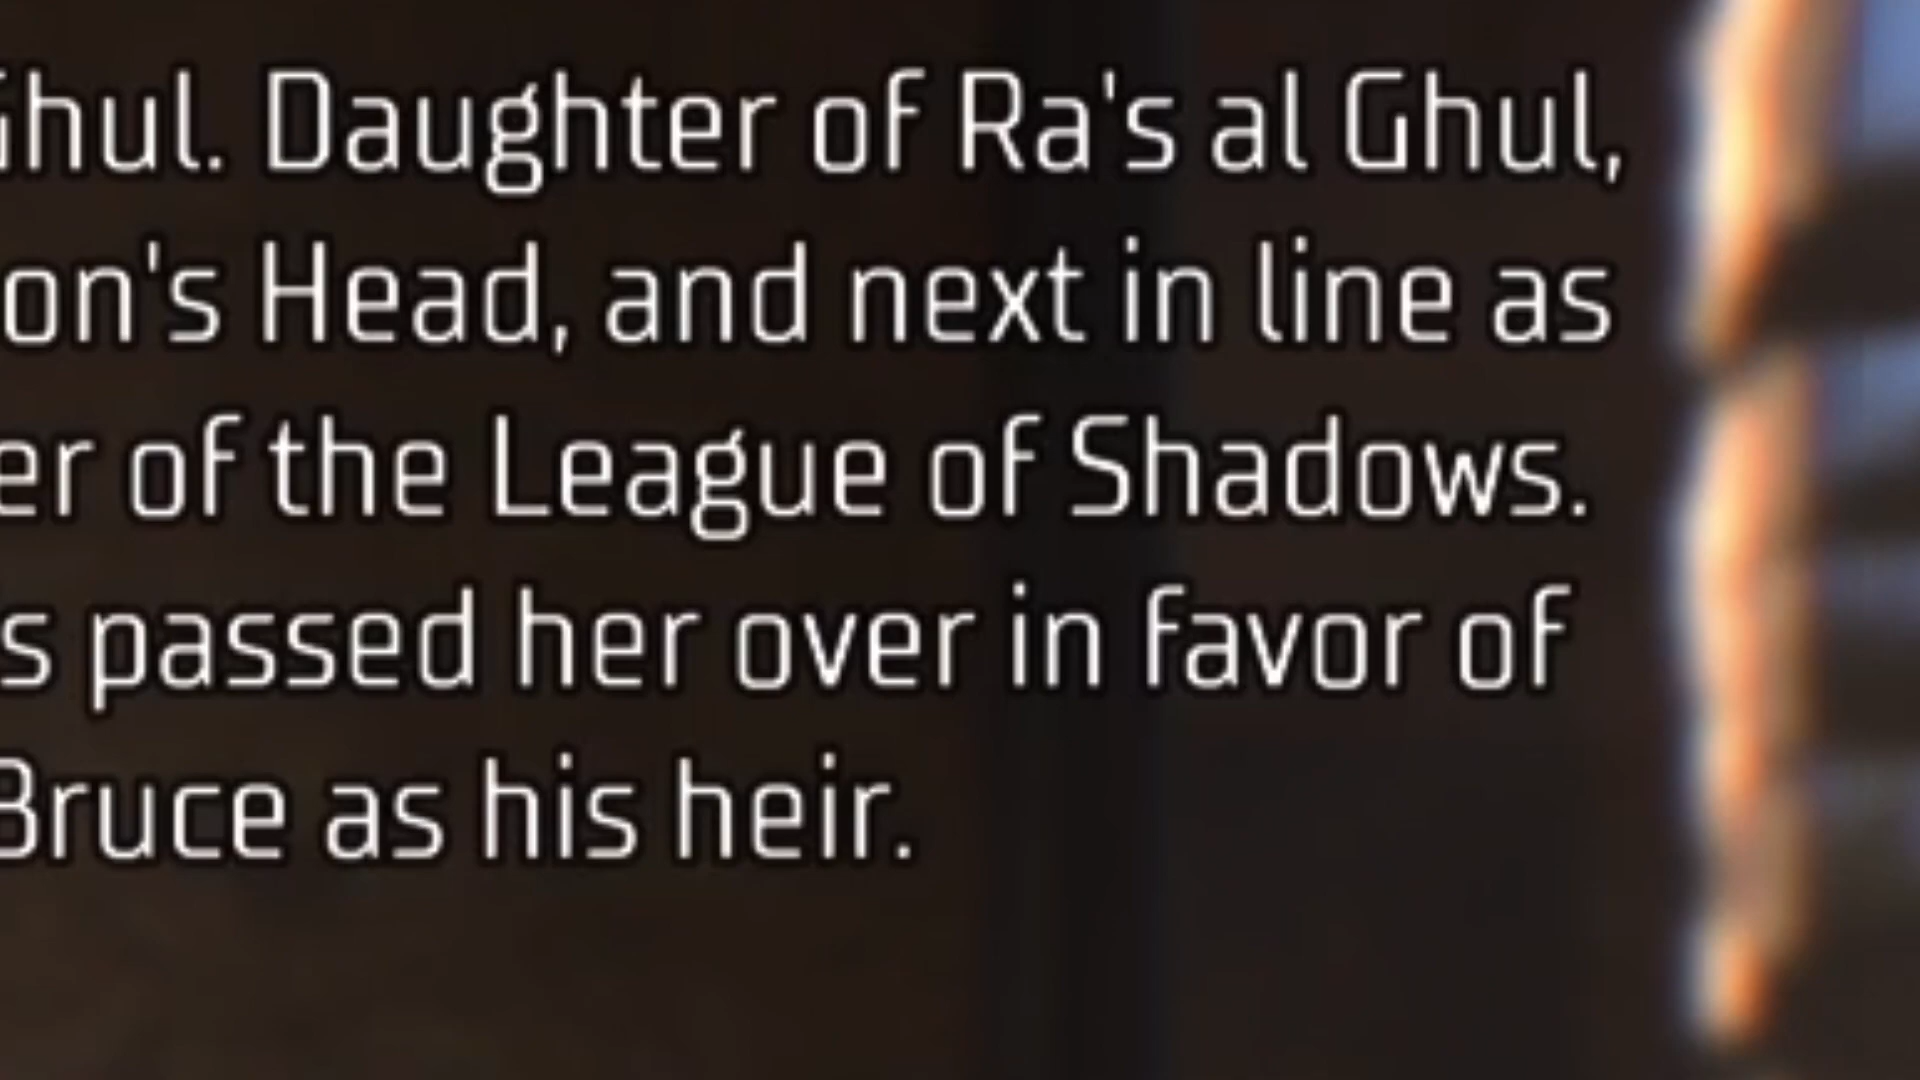 Ghul. Daughter of Ra's al Ghul,
on's Head, and next in line as
er of the League of Shadows.
s passed her over in favor of
Bruce as his heir.